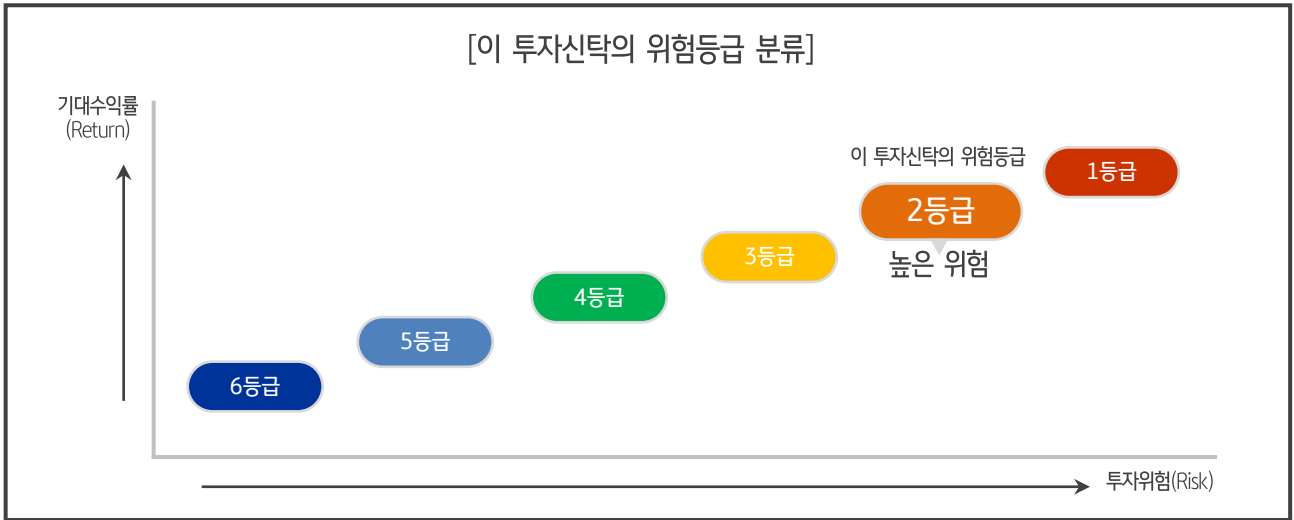 [이 투자신탁의 위험등급 분류]
기대수익률
(Return)
이 투자신탁의 위험등급
1등급
2등급
높은 위험
3등급
4등급
5등급
6등급
투자위험(Risk)